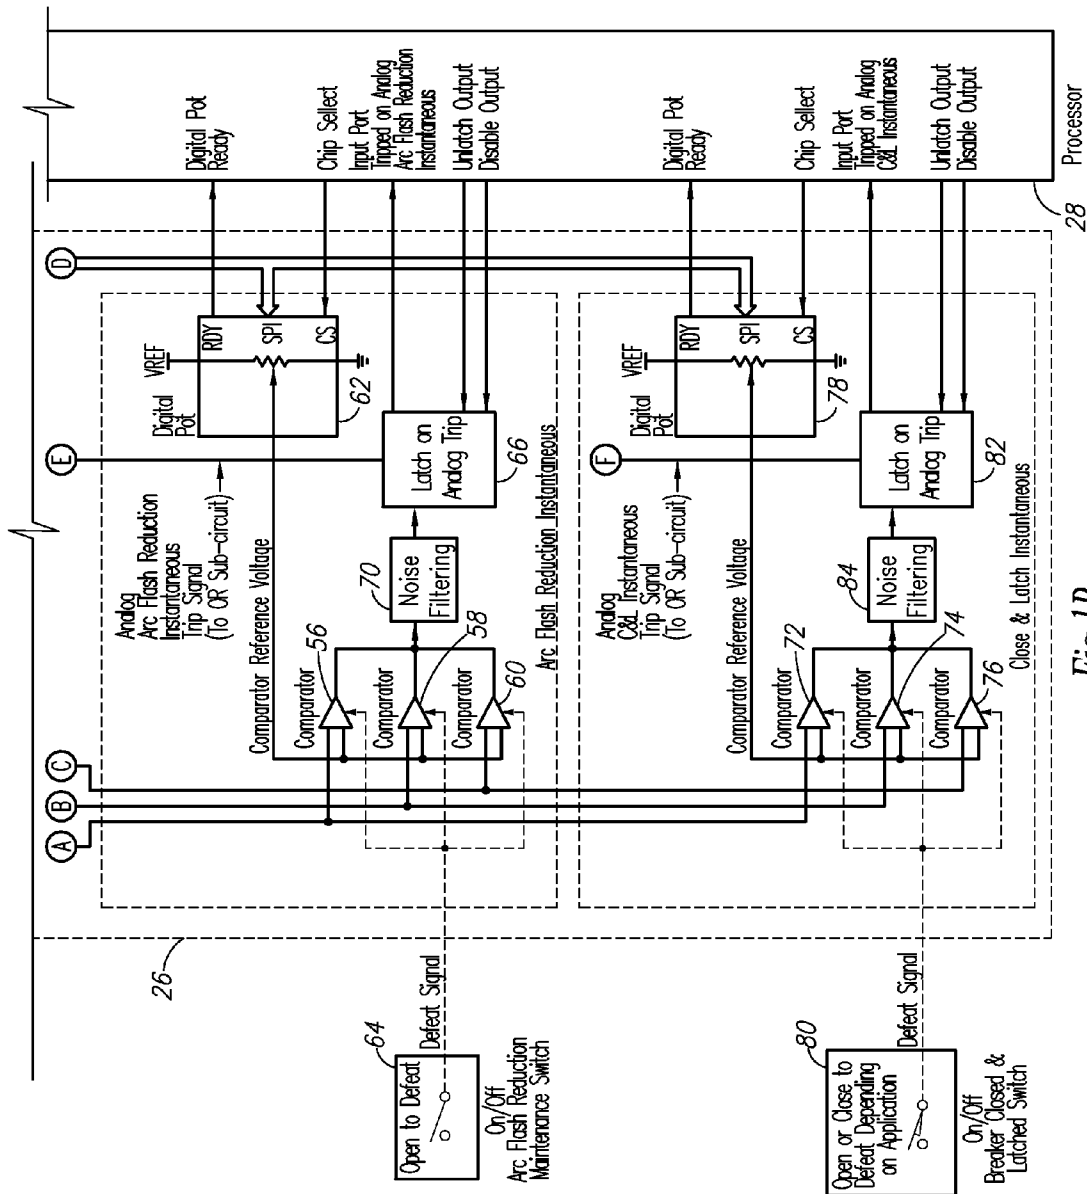 Digital Pot
Ready
Chip Select
Input Port
Tripped on Analog
Arc Flash Reduction
Instantaneous
Unlatch Output
Disable Output
Digital Pot
Ready
Chip Select
Input Port
Tripped on Analog
C&L Instantaneous
Unlatch Output
Disable Output
Processor
28
D
VREF
RDY
SPI
CS
Digital
Pot
62
VREF
RDY
SPI
CS
Digital
Pot
78
E
Latch on
Analog Trip
66
F
Latch on
Analog Trip
82
Analog
Arc Flash Reduction
Instantaneous
Trip Signal
(To OR Sub-circuit)
Comparator Reference Voltage
70
Noise
Filtering
Arc Flash Reduction Instantaneous
Analog
C&L Instantaneous
Trip Signal
(To OR Sub-circuit)
Comparator Reference Voltage
84
Noise
Filtering
Close & Latch Instantaneous
Comparator
56
Comparator
58
Comparator
60
Comparator
72
Comparator
74
Comparator
76
C
B
A
26
Defeat Signal
64
Open to Defeat
On/Off
Arc Flash Reduction
Maintenance Switch
Defeat Signal
80
Open or Close to
Defeat Depending
on Application
On/Off
Breaker Closed &
Latched Switch
Fig. 1D